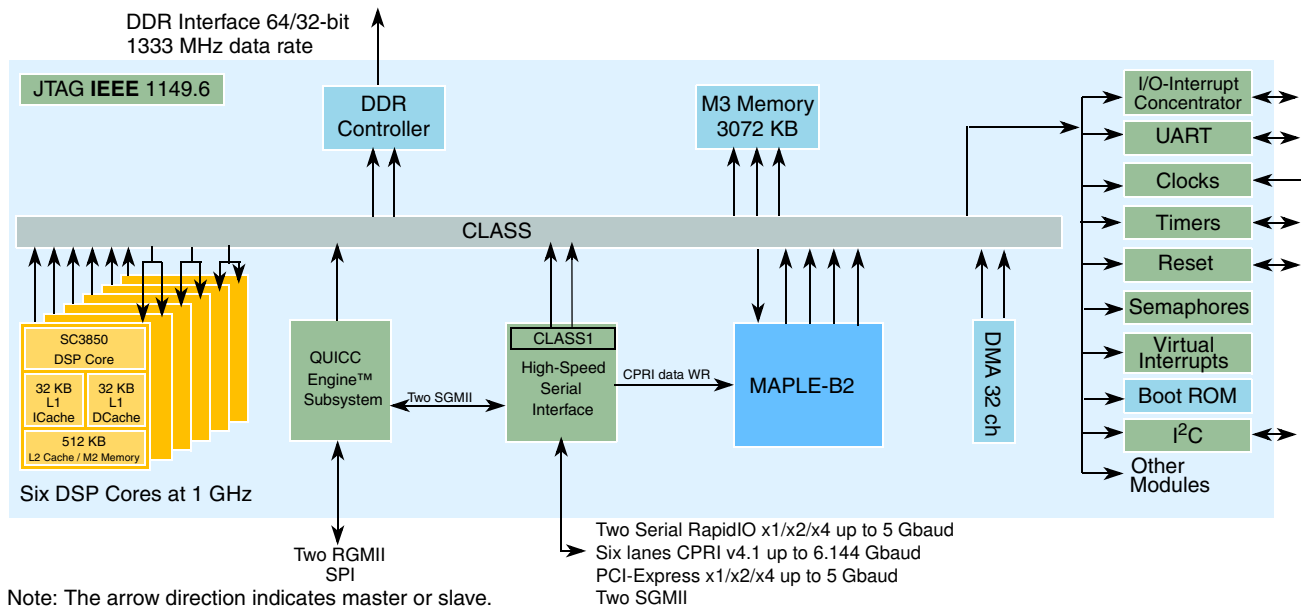 DDR Interface 64/32-bit
1333 MHz data rate
JTAG IEEE 1149.6
DDR
Controller
M3 Memory
3072 KB
I/O-Interrupt
Concentrator
UART
Clocks
Timers
Reset
Semaphores
Virtual
Interrupts
Boot ROM
I²C
Other
Modules
CLASS
SC3850
DSP Core
32 KB
L1
ICache
32 KB
L1
DCache
512 KB
L2 Cache / M2 Memory
Six DSP Cores at 1 GHz
QUICC
Engine™
Subsystem
Two SGMII
CLASS1
High-Speed
Serial
Interface
CPRI data WR
MAPLE-B2
DMA 32 ch
Two RGMII
SPI
Two Serial RapidIO x1/x2/x4 up to 5 Gbaud
Six lanes CPRI v4.1 up to 6.144 Gbaud
PCI-Express x1/x2/x4 up to 5 Gbaud
Two SGMII
Note: The arrow direction indicates master or slave.